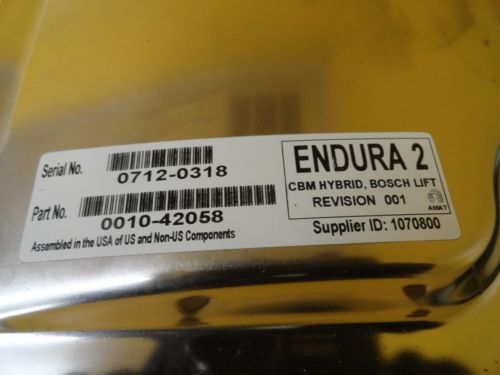 Serial No.
0712-0318
Part No.
0010-42058
Assembled in the USA of US and Non-US Components
ENDURA 2
CBM HYBRID, BOSCH LIFT
REVISION 001
AMAT
Supplier ID: 1070800